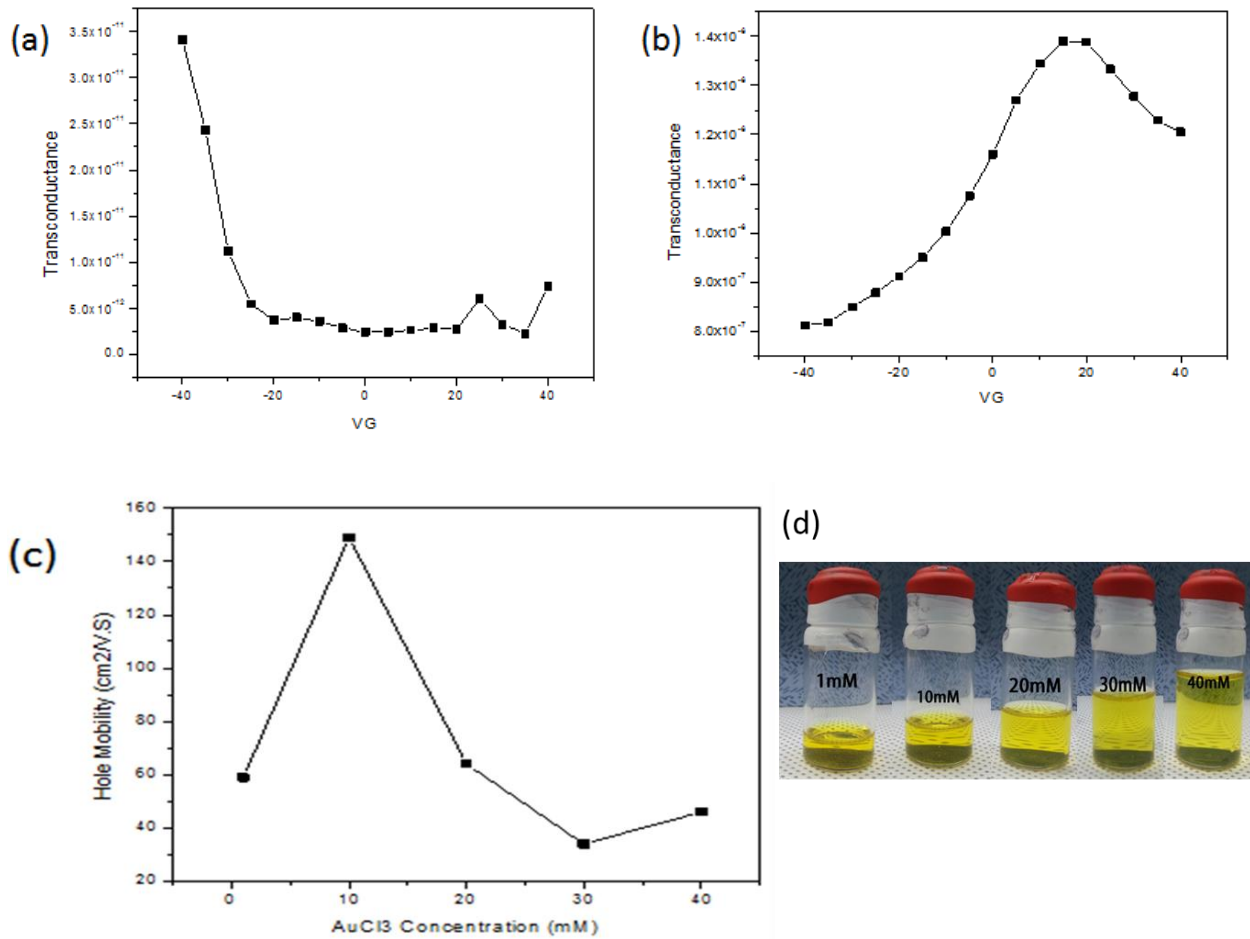 (a)
3.5x10⁻¹¹
3.0x10⁻¹¹
2.5x10⁻¹¹
2.0x10⁻¹¹
1.5x10⁻¹¹
1.0x10⁻¹¹
5.0x10⁻¹²
0.0
Transconductance
-40 -20 0 20 40
VG
(b)
1.4x10⁻⁶
1.3x10⁻⁶
1.2x10⁻⁶
1.1x10⁻⁶
1.0x10⁻⁶
9.0x10⁻⁷
8.0x10⁻⁷
Transconductance
-40 -20 0 20 40
VG
(c)
160
140
120
100
80
60
40
20
Hole Mobility (cm2/V.S)
0 10 20 30 40
AuCl3 Concentration (mM)
(d)
1mM
10mM
20mM
30mM
40mM